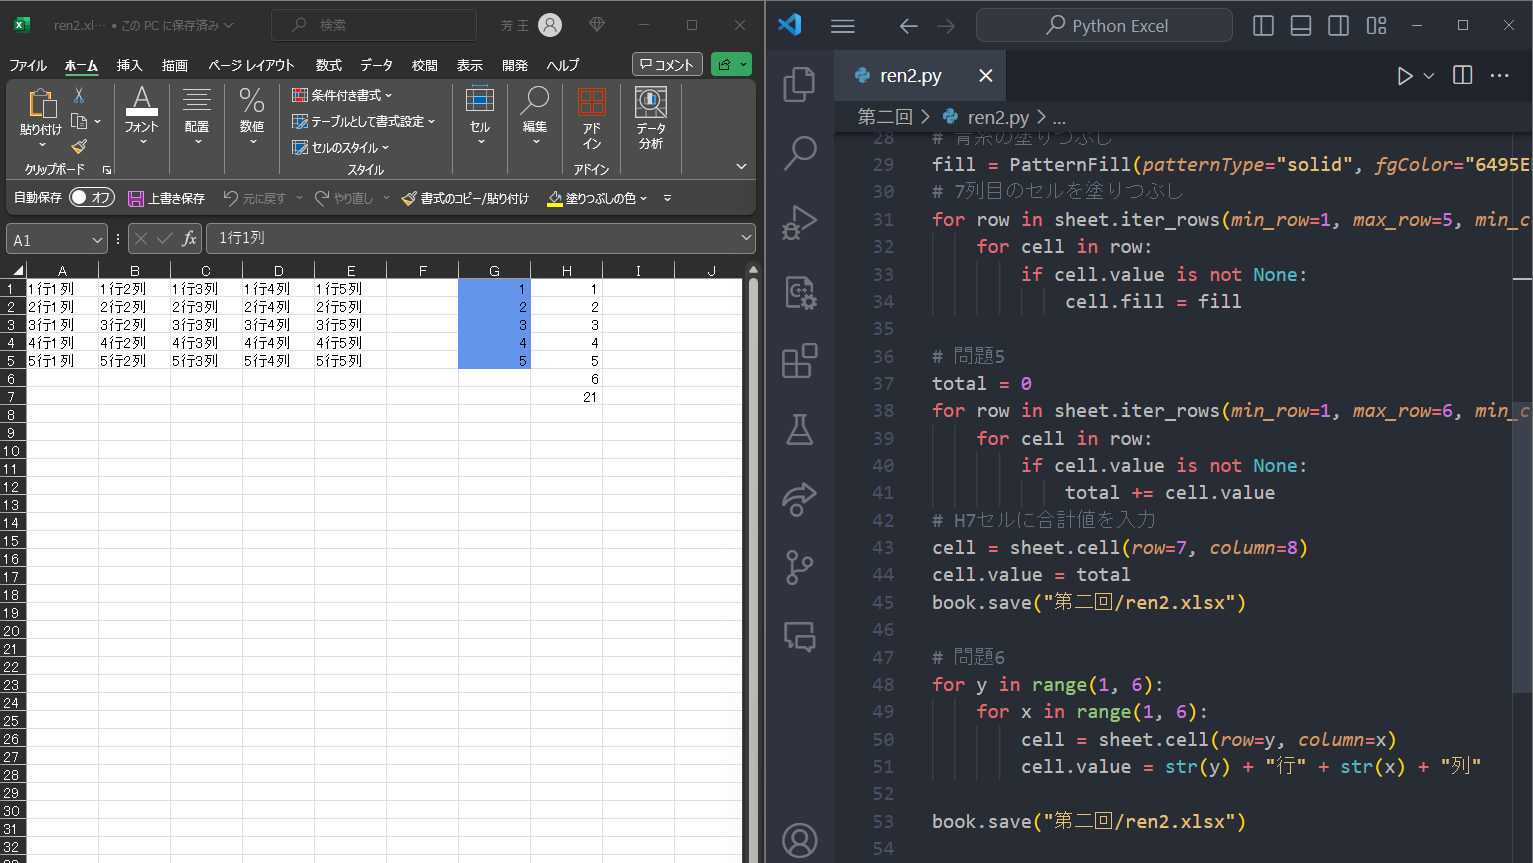 ren2.xl… • この PC に保存済み
検索
芳 王
ファイル ホーム 挿入 描画 ページ レイアウト 数式 データ 校閲 表示 開発 ヘルプ コメント
貼り付け
クリップボード
フォント
配置
数値
条件付き書式
テーブルとして書式設定
セルのスタイル
スタイル
セル
編集
アド
イン
アドイン
データ
分析
自動保存 オフ 上書き保存 元に戻す やり直し 書式のコピー/貼り付け 塗りつぶしの色
A1 fx 1行1列
A B C D E F G H I J
1 1行1列 1行2列 1行3列 1行4列 1行5列 1 1
2 2行1列 2行2列 2行3列 2行4列 2行5列 2 2
3 3行1列 3行2列 3行3列 3行4列 3行5列 3 3
4 4行1列 4行2列 4行3列 4行4列 4行5列 4 4
5 5行1列 5行2列 5行3列 5行4列 5行5列 5 5
6 6
7 21
8
9
10
11
12
13
14
15
16
17
18
19
20
21
22
23
24
25
26
27
28
29
30
31
32
Python Excel
ren2.py
第二回 > ren2.py > ...
28 # 青系の塗りつぶし
29 fill = PatternFill(patternType="solid", fgColor="6495E
30 # 7列目のセルを塗りつぶし
31 for row in sheet.iter_rows(min_row=1, max_row=5, min_c
32 for cell in row:
33 if cell.value is not None:
34 cell.fill = fill
35
36 # 問題5
37 total = 0
38 for row in sheet.iter_rows(min_row=1, max_row=6, min_c
39 for cell in row:
40 if cell.value is not None:
41 total += cell.value
42 # H7セルに合計値を入力
43 cell = sheet.cell(row=7, column=8)
44 cell.value = total
45 book.save("第二回/ren2.xlsx")
46
47 # 問題6
48 for y in range(1, 6):
49 for x in range(1, 6):
50 cell = sheet.cell(row=y, column=x)
51 cell.value = str(y) + "行" + str(x) + "列"
52
53 book.save("第二回/ren2.xlsx")
54